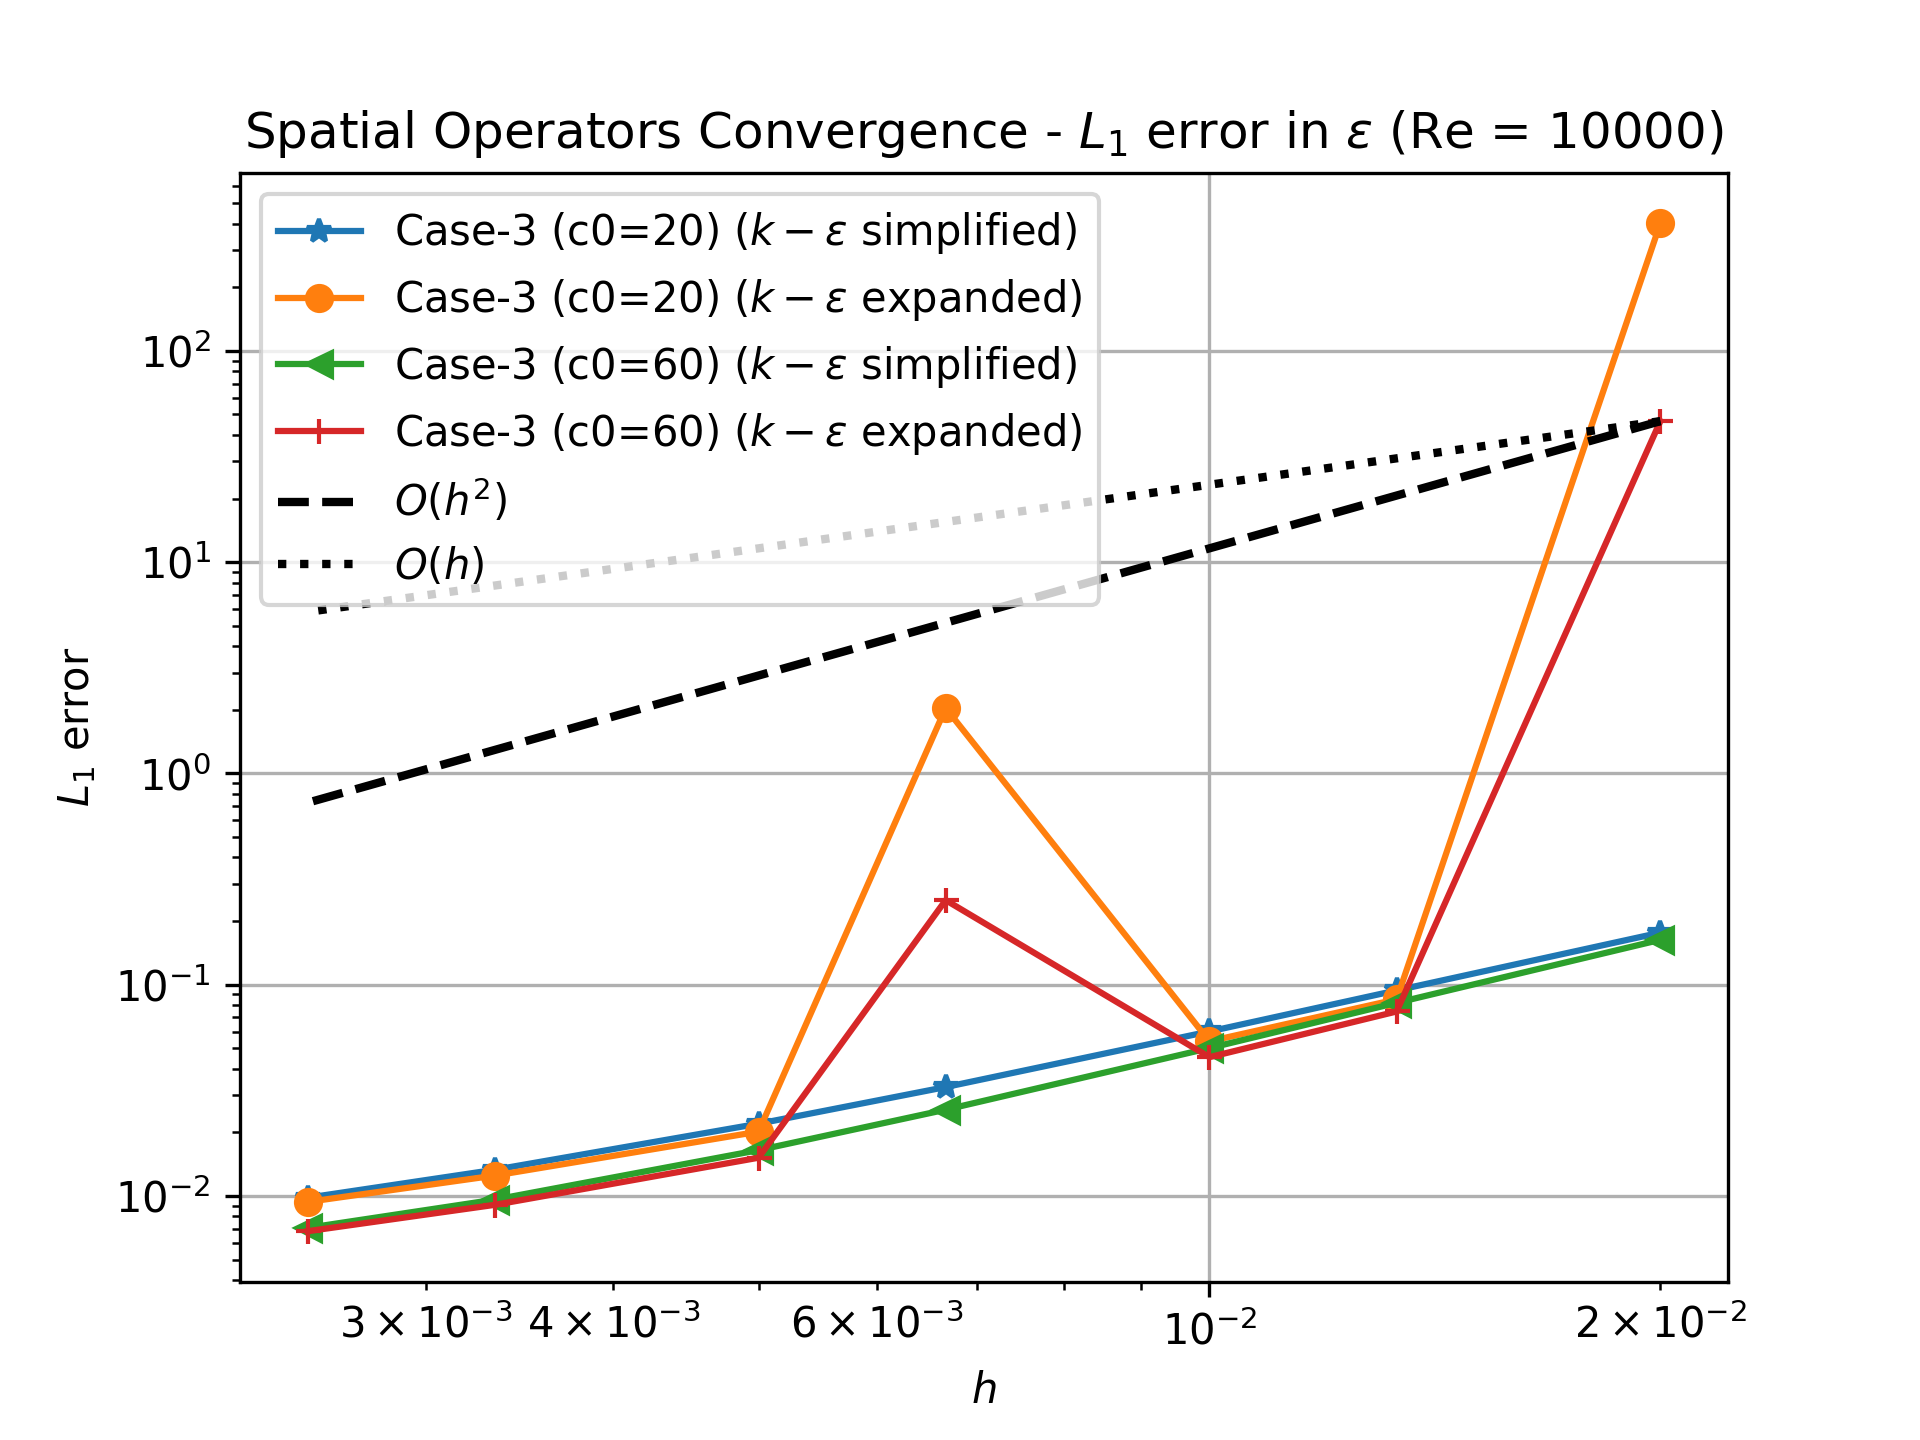 Spatial Operators Convergence - L₁ error in ε (Re = 10000)
Case-3 (c0=20) (k − ε simplified)
Case-3 (c0=20) (k − ε expanded)
Case-3 (c0=60) (k − ε simplified)
Case-3 (c0=60) (k − ε expanded)
O(h²)
O(h)
10²
10¹
10⁰
10⁻¹
10⁻²
L₁ error
3 × 10⁻³ 4 × 10⁻³ 6 × 10⁻³ 10⁻² 2 × 10⁻²
h